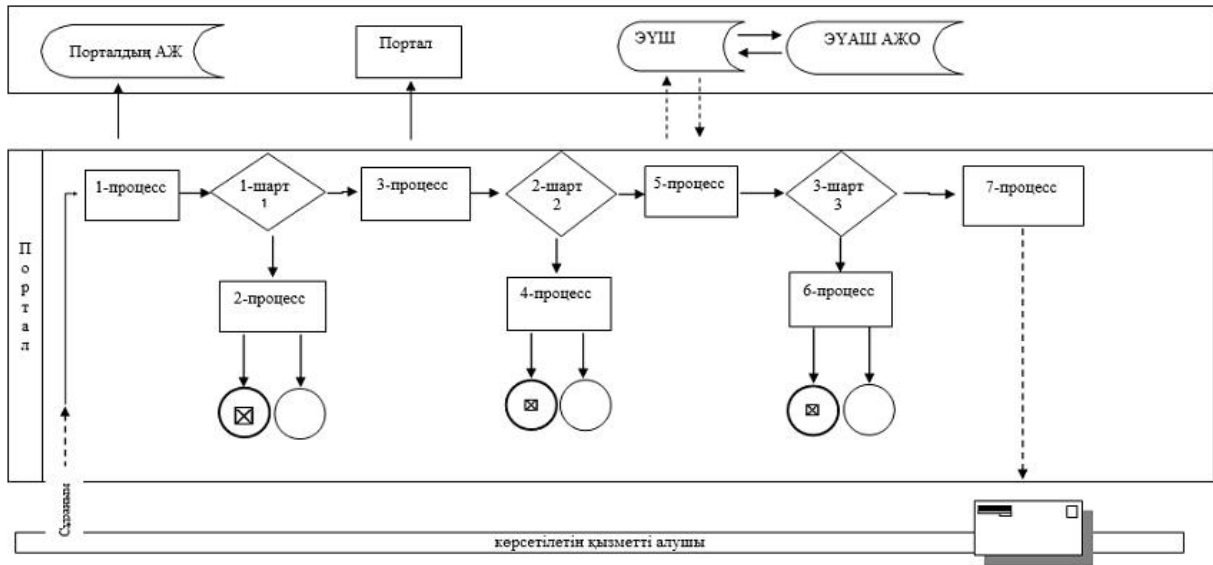 Порталдың АЖ
Портал
ЭҮШ
ЭҮАШ АЖО
Портал
1-процесс
1-шарт
1
3-процесс
2-шарт
2
5-процесс
3-шарт
3
7-процесс
2-процесс
4-процесс
6-процесс
Сұраным
көрсетілетін қызметті алушы